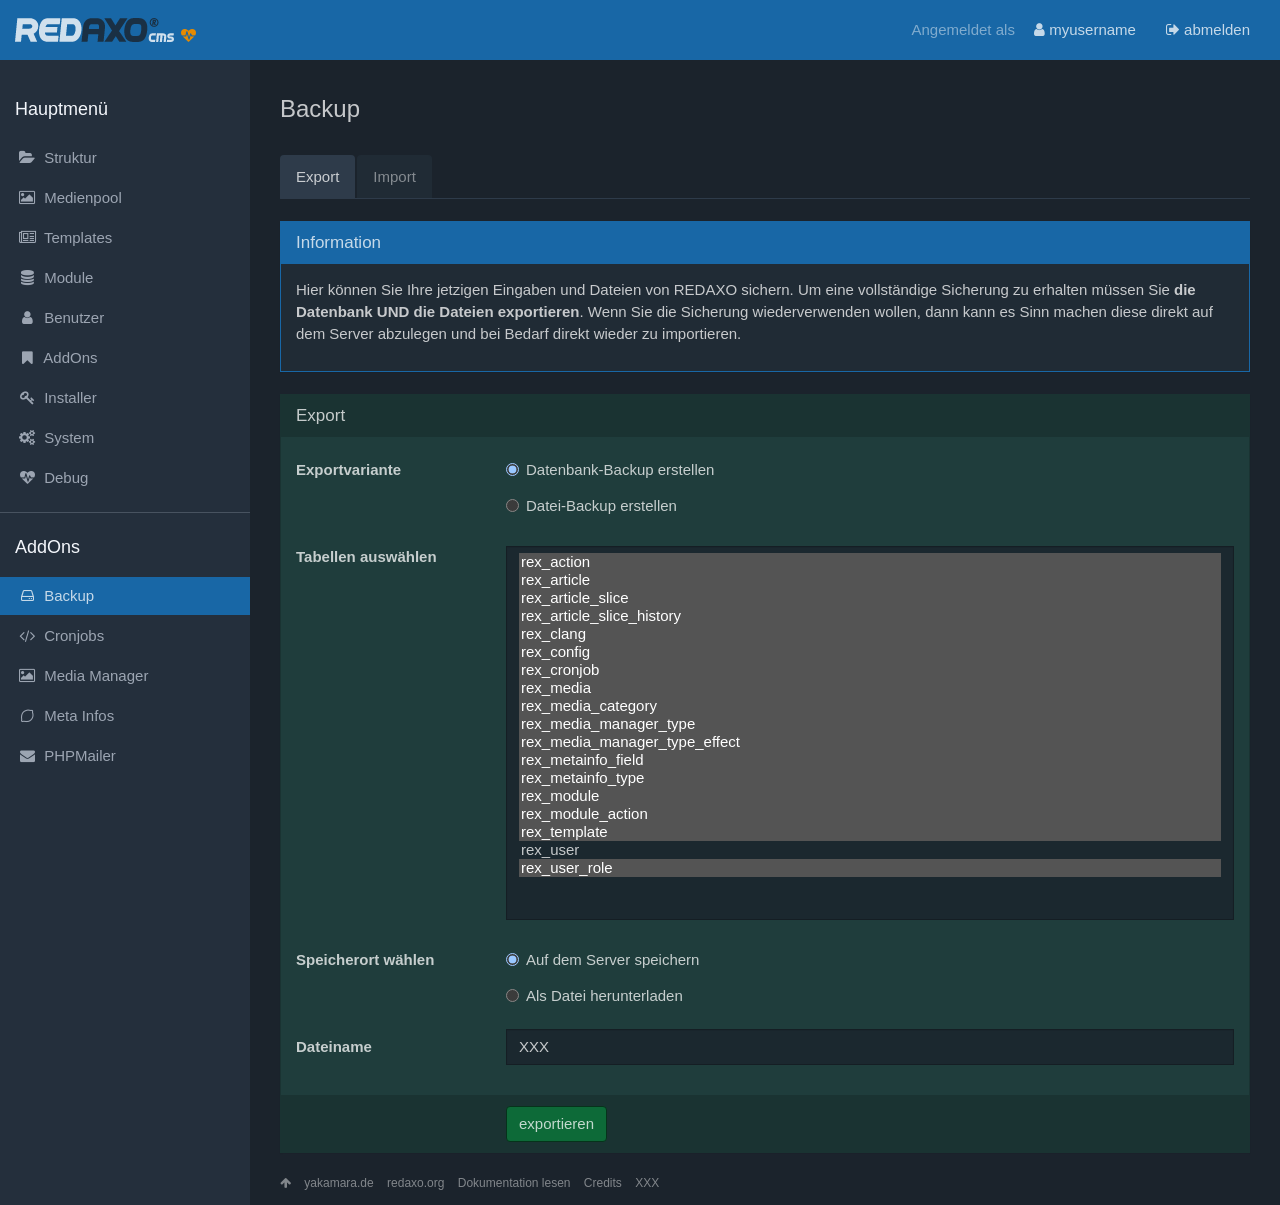 REDAXO® cms
Angemeldet als myusername abmelden
Hauptmenü
Struktur
Medienpool
Templates
Module
Benutzer
AddOns
Installer
System
Debug
AddOns
Backup
Cronjobs
Media Manager
Meta Infos
PHPMailer
Backup
Export Import
Information
Hier können Sie Ihre jetzigen Eingaben und Dateien von REDAXO sichern. Um eine vollständige Sicherung zu erhalten müssen Sie die
Datenbank UND die Dateien exportieren. Wenn Sie die Sicherung wiederverwenden wollen, dann kann es Sinn machen diese direkt auf
dem Server abzulegen und bei Bedarf direkt wieder zu importieren.
Export
Exportvariante
Datenbank-Backup erstellen
Datei-Backup erstellen
Tabellen auswählen
rex_action
rex_article
rex_article_slice
rex_article_slice_history
rex_clang
rex_config
rex_cronjob
rex_media
rex_media_category
rex_media_manager_type
rex_media_manager_type_effect
rex_metainfo_field
rex_metainfo_type
rex_module
rex_module_action
rex_template
rex_user
rex_user_role
Speicherort wählen
Auf dem Server speichern
Als Datei herunterladen
Dateiname
XXX
exportieren
yakamara.de redaxo.org Dokumentation lesen Credits XXX